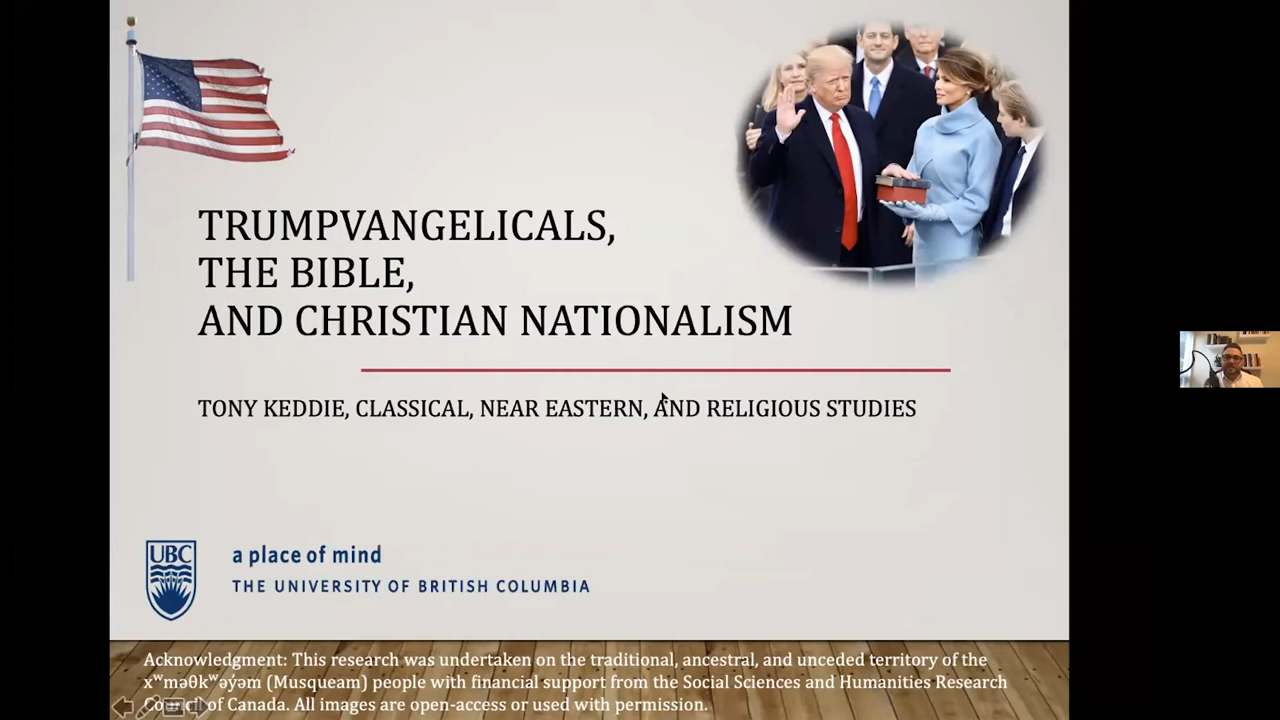 TRUMPVANGELICALS,
THE BIBLE,
AND CHRISTIAN NATIONALISM
TONY KEDDIE, CLASSICAL, NEAR EASTERN, AND RELIGIOUS STUDIES
UBC
a place of mind
THE UNIVERSITY OF BRITISH COLUMBIA
Acknowledgment: This research was undertaken on the traditional, ancestral, and unceded territory of the
xʷməθkʷəy̓əm (Musqueam) people with financial support from the Social Sciences and Humanities Research
Council of Canada. All images are open-access or used with permission.